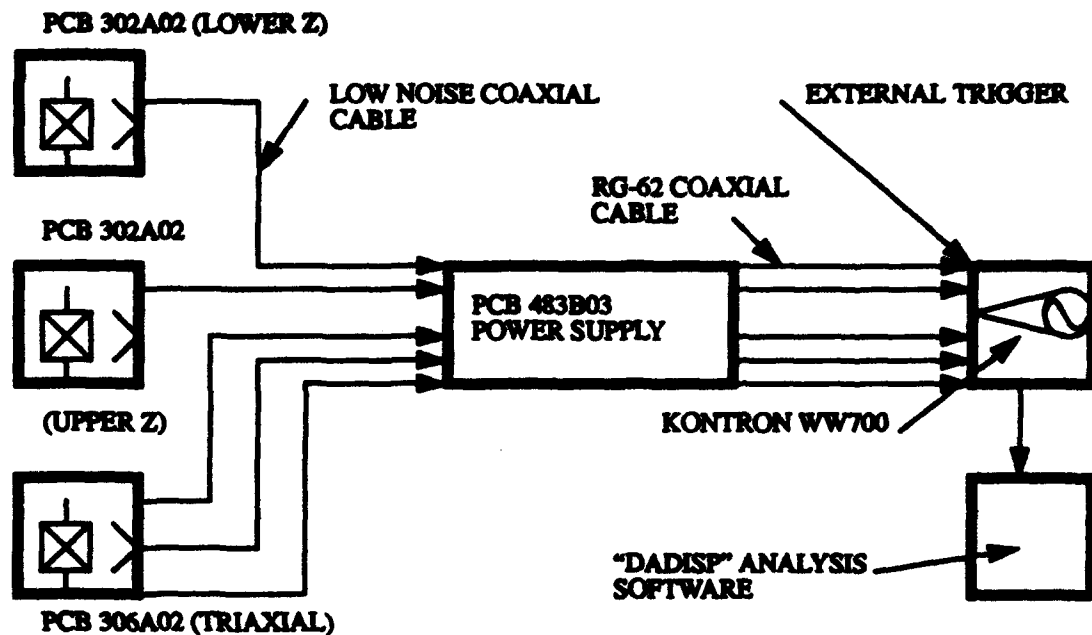 PCB 302A02 (LOWER Z)
LOW NOISE COAXIAL
CABLE
EXTERNAL TRIGGER
RG-62 COAXIAL
CABLE
PCB 302A02
PCB 483B03
POWER SUPPLY
(UPPER Z)
KONTRON WW700
"DADISP" ANALYSIS
SOFTWARE
PCB 306A02 (TRIAXIAL)